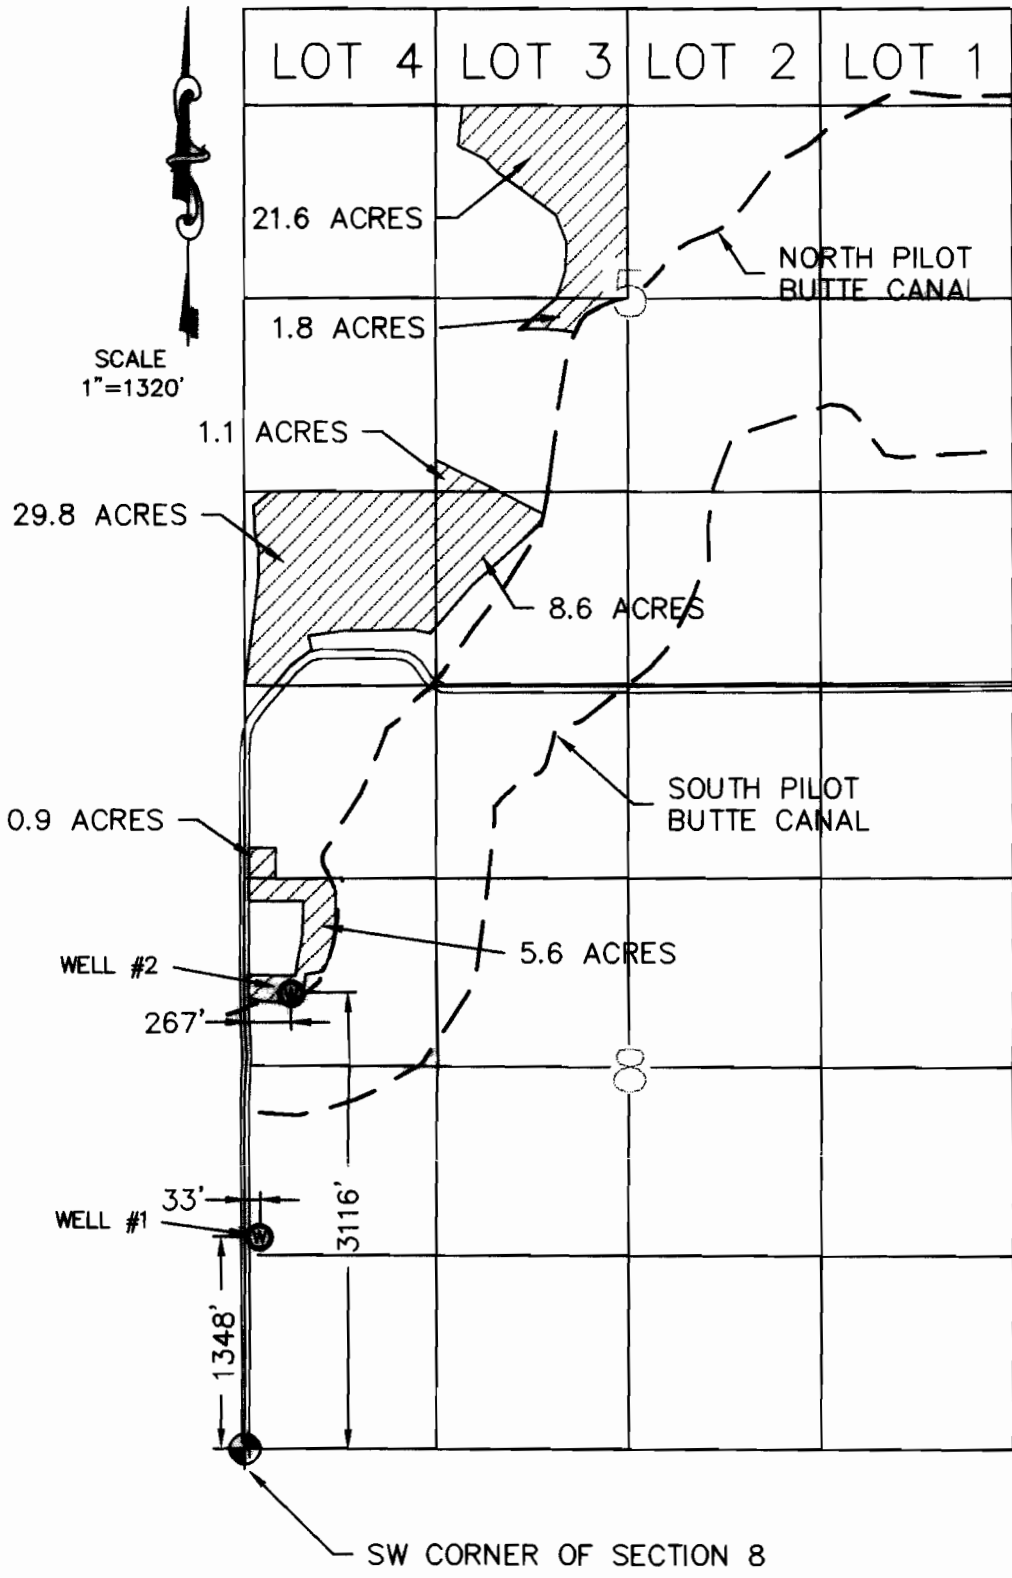 LOT 4 LOT 3 LOT 2 LOT 1
21.6 ACRES
NORTH PILOT
BUTTE CANAL
5
1.8 ACRES
SCALE
1"=1320'
1.1 ACRES
29.8 ACRES
8.6 ACRES
SOUTH PILOT
BUTTE CANAL
0.9 ACRES
5.6 ACRES
WELL #2
W
267'
8
33'
WELL #1
W
3116'
1348'
SW CORNER OF SECTION 8